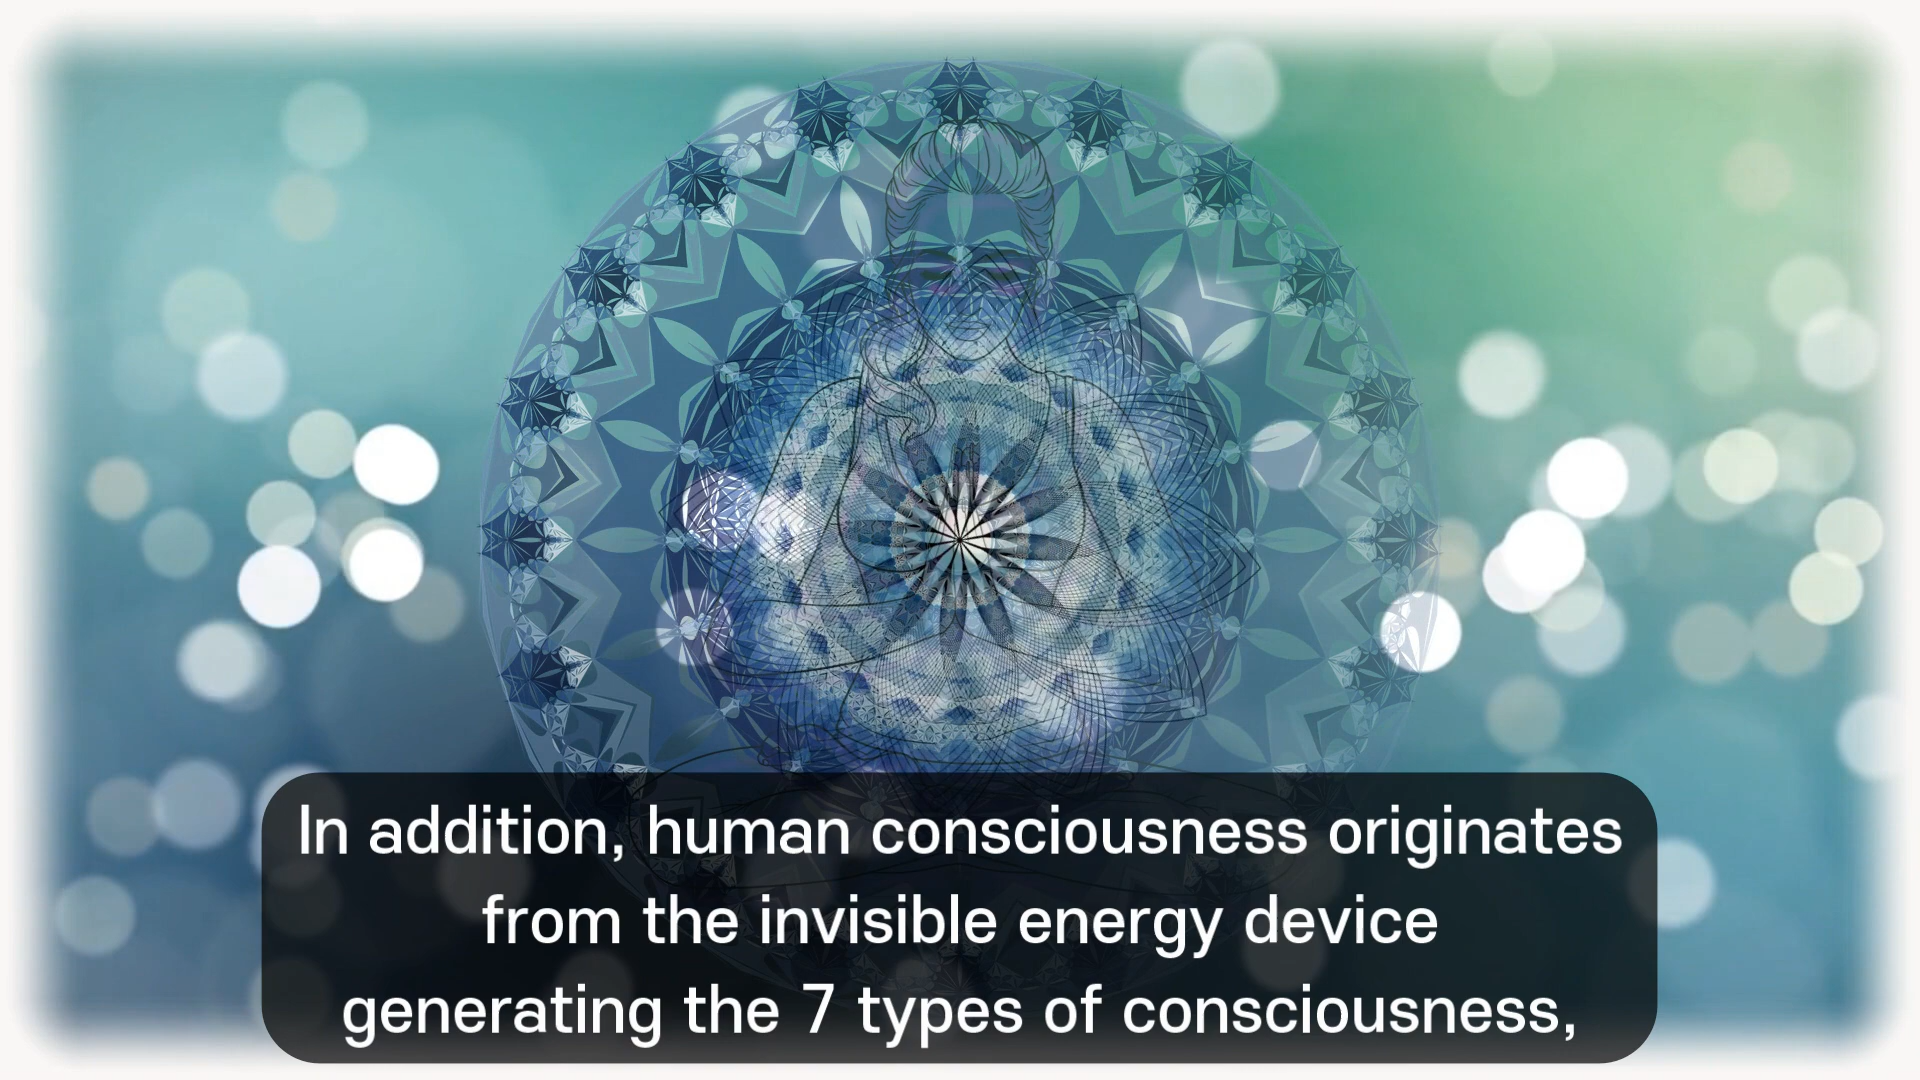 In addition, human consciousness originates
from the invisible energy device
generating the 7 types of consciousness,